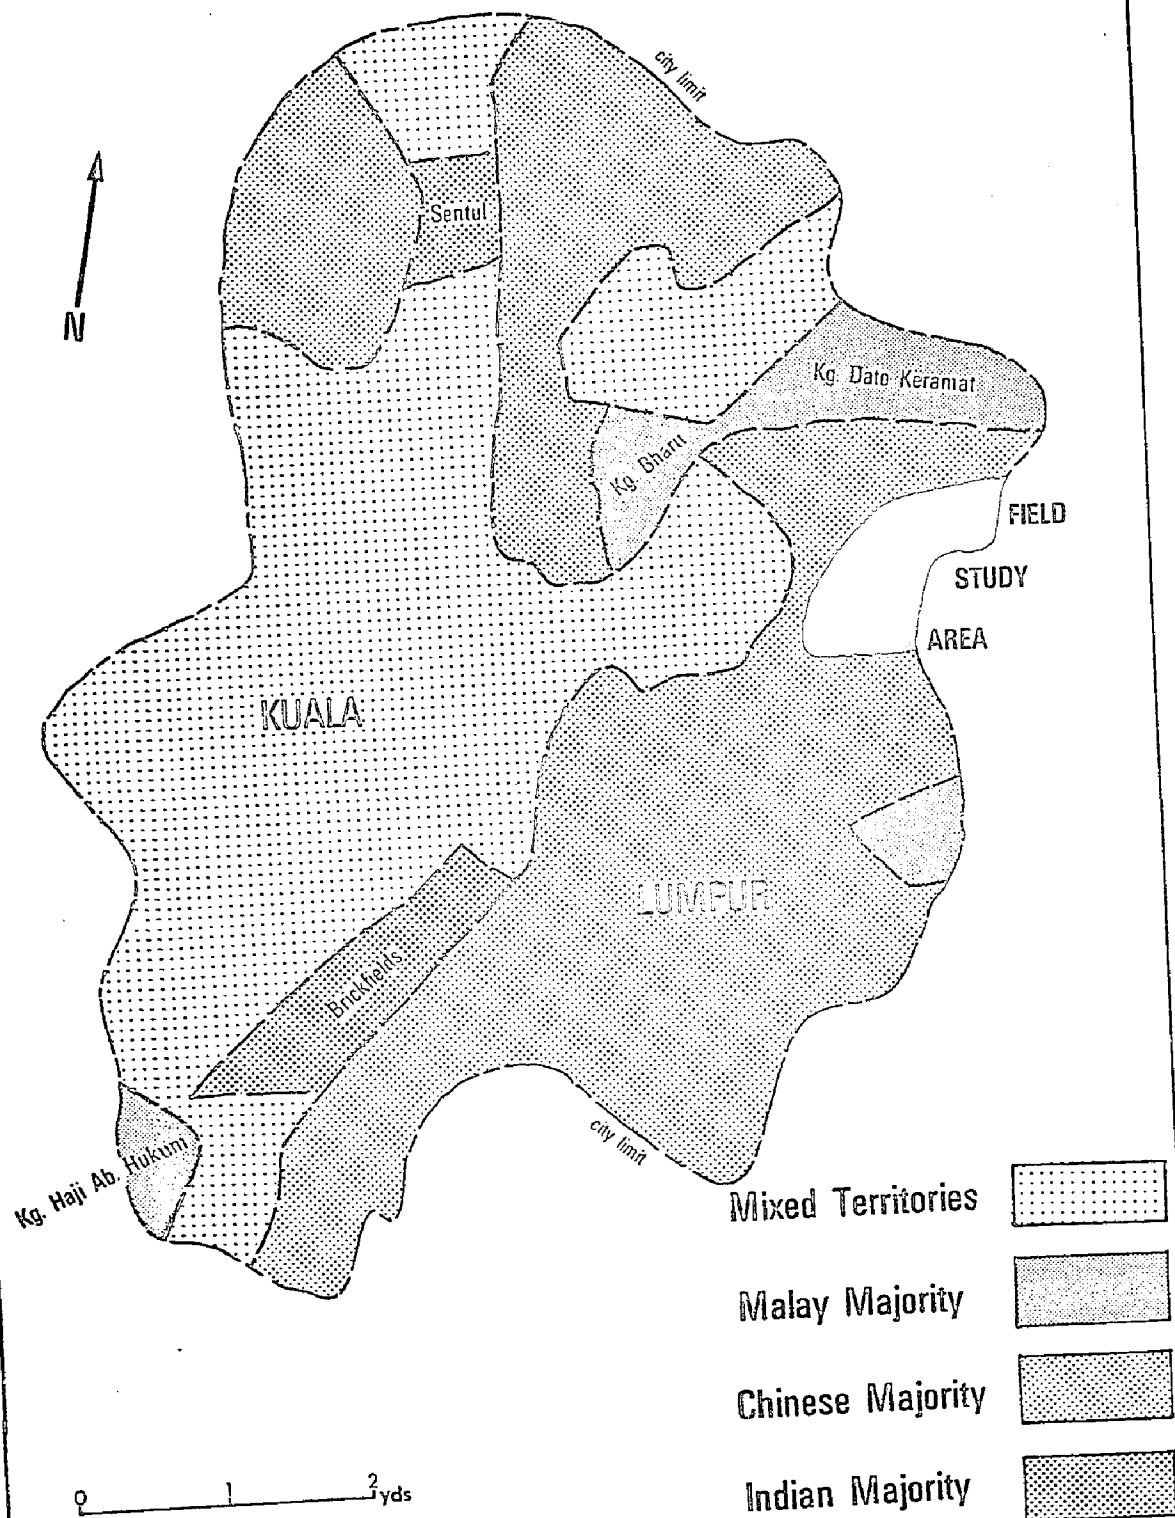 city limit
Sentul
N
Kg. Dato Keramat
Kg. Bharu
FIELD
STUDY
AREA
KUALA
LUMPUR
Brickfields
Kg. Haji Ab. Hukum
city limit
Mixed Territories
Malay Majority
Chinese Majority
Indian Majority
0 1 2 yds